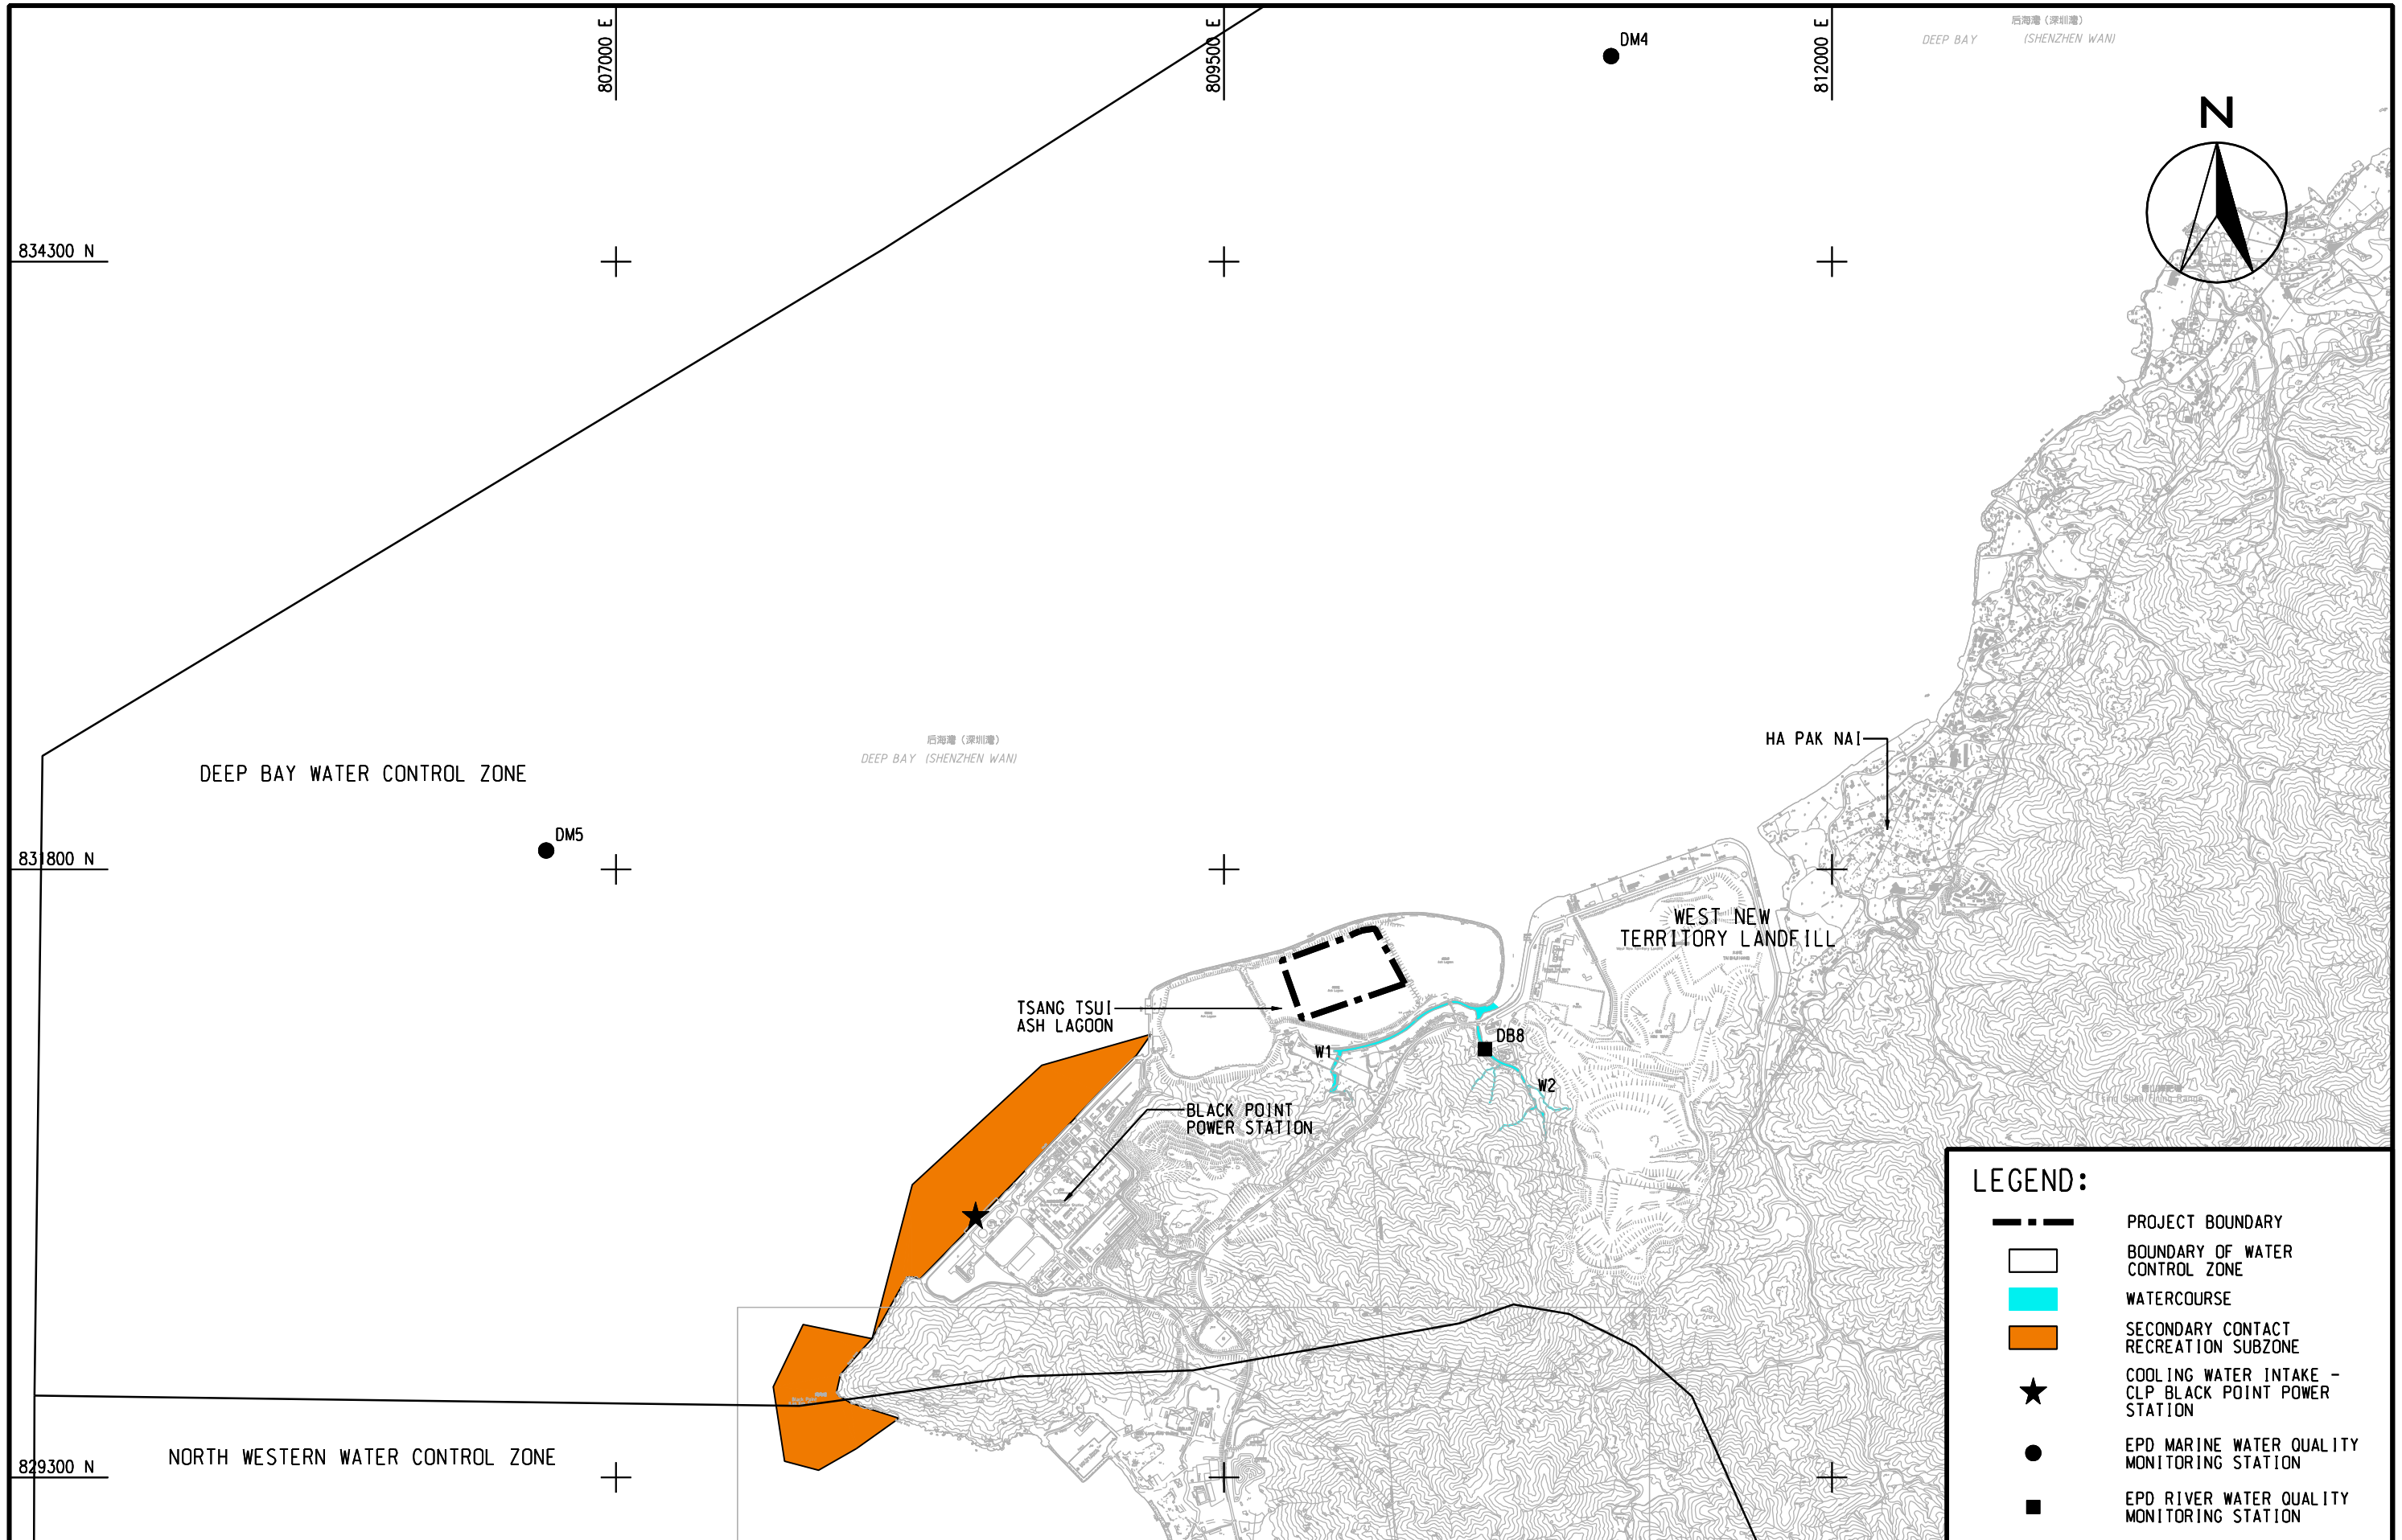 807000 E
809500 E
812000 E
DM4
后海灣 (深圳灣)
DEEP BAY (SHENZHEN WAN)
N
834300 N
后海灣 (深圳灣)
DEEP BAY (SHENZHEN WAN)
HA PAK NAI
DEEP BAY WATER CONTROL ZONE
DM5
831800 N
WEST NEW
TERRITORY LANDFILL
TSANG TSUI
ASH LAGOON
W1
DB8
W2
BLACK POINT
POWER STATION
Tsing Shan Firing Range
NORTH WESTERN WATER CONTROL ZONE
829300 N
LEGEND:
PROJECT BOUNDARY
BOUNDARY OF WATER
CONTROL ZONE
WATERCOURSE
SECONDARY CONTACT
RECREATION SUBZONE
COOLING WATER INTAKE -
CLP BLACK POINT POWER
STATION
EPD MARINE WATER QUALITY
MONITORING STATION
EPD RIVER WATER QUALITY
MONITORING STATION